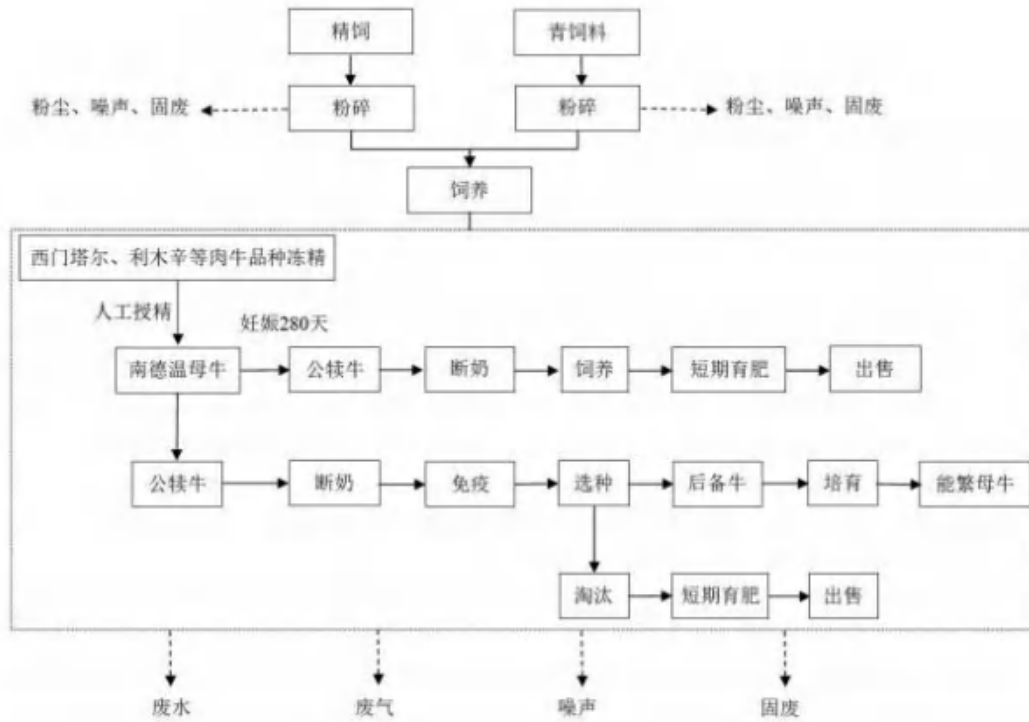 精饲
青饲料
粉尘、噪声、固废
粉碎
粉碎
粉尘、噪声、固废
饲养
西门塔尔、利木辛等肉牛品种冻精
人工授精
妊娠280天
南德温母牛
公犊牛
断奶
饲养
短期育肥
出售
公犊牛
断奶
免疫
选种
后备牛
培育
能繁母牛
淘汰
短期育肥
出售
废水
废气
噪声
固废